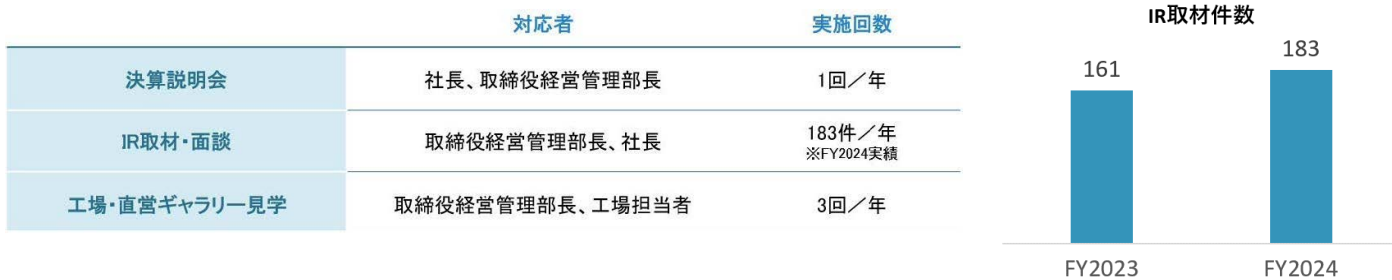 対応者 実施回数
決算説明会 社長、取締役経営管理部長 1回／年
IR取材・面談 取締役経営管理部長、社長 183件／年
※FY2024実績
工場・直営ギャラリー見学 取締役経営管理部長、工場担当者 3回／年
IR取材件数
161
183
FY2023 FY2024